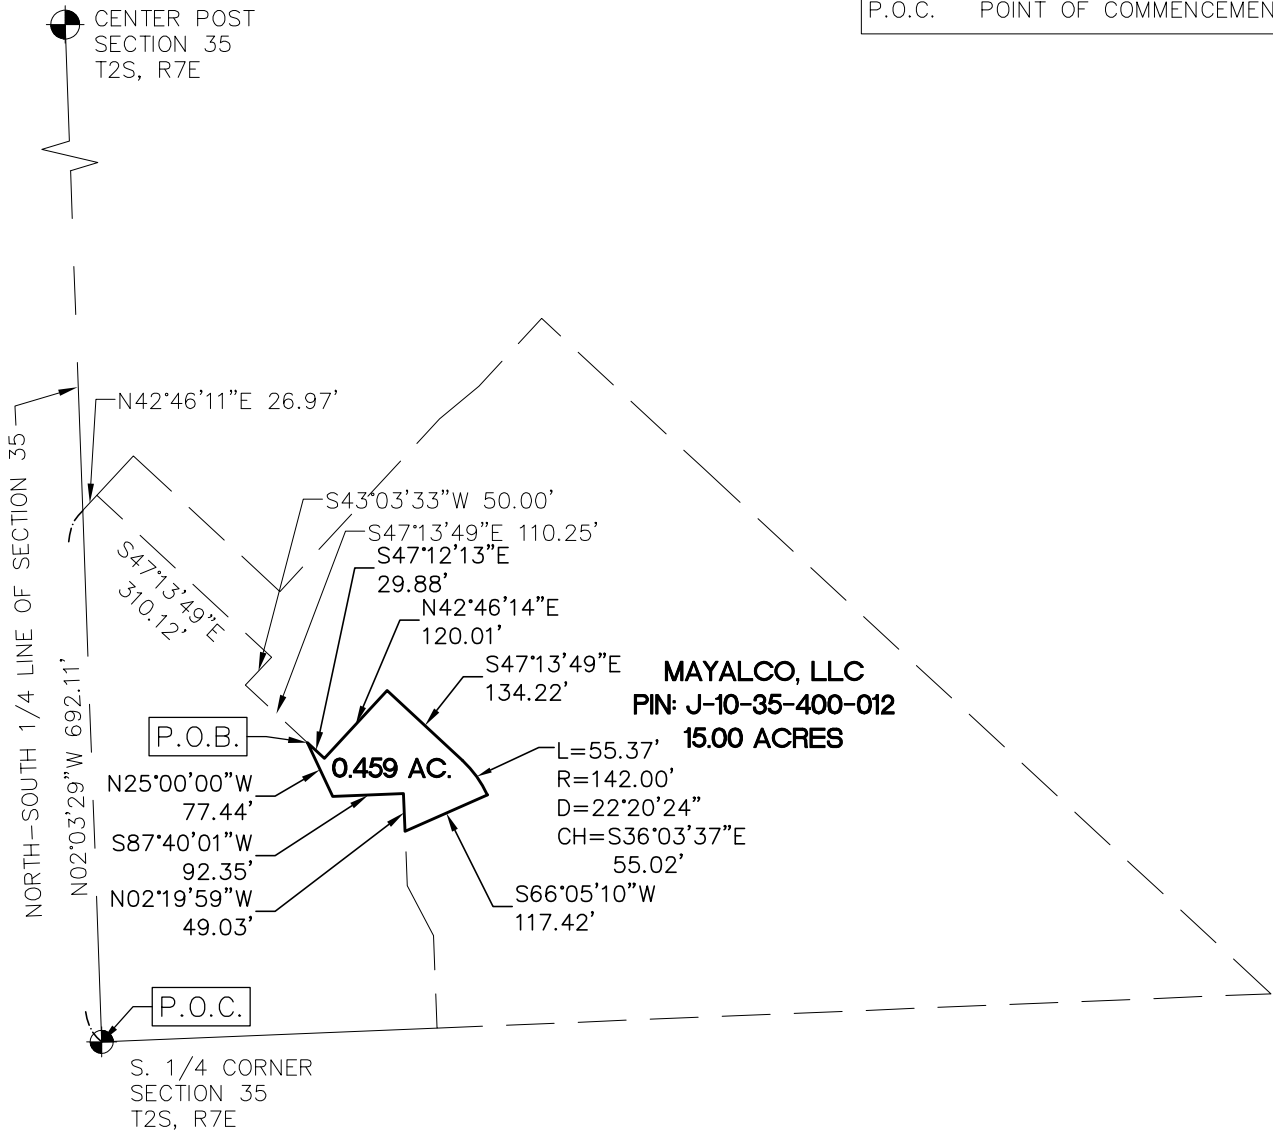 P.O.C. POINT OF COMMENCEMEN
CENTER POST
SECTION 35
T2S, R7E
N42°46'11"E 26.97'
NORTH-SOUTH 1/4 LINE OF SECTION 35
N02°03'29"W 692.11'
S47°13'49"E
310.12'
S43°03'33"W 50.00'
S47°13'49"E 110.25'
S47°12'13"E
29.88'
N42°46'14"E
120.01'
S47°13'49"E
134.22'
MAYALCO, LLC
PIN: J-10-35-400-012
15.00 ACRES
P.O.B.
0.459 AC.
L=55.37'
R=142.00'
D=22°20'24"
CH=S36°03'37"E
55.02'
N25°00'00"W
77.44'
S87°40'01"W
92.35'
N02°19'59"W
49.03'
S66°05'10"W
117.42'
P.O.C.
S. 1/4 CORNER
SECTION 35
T2S, R7E